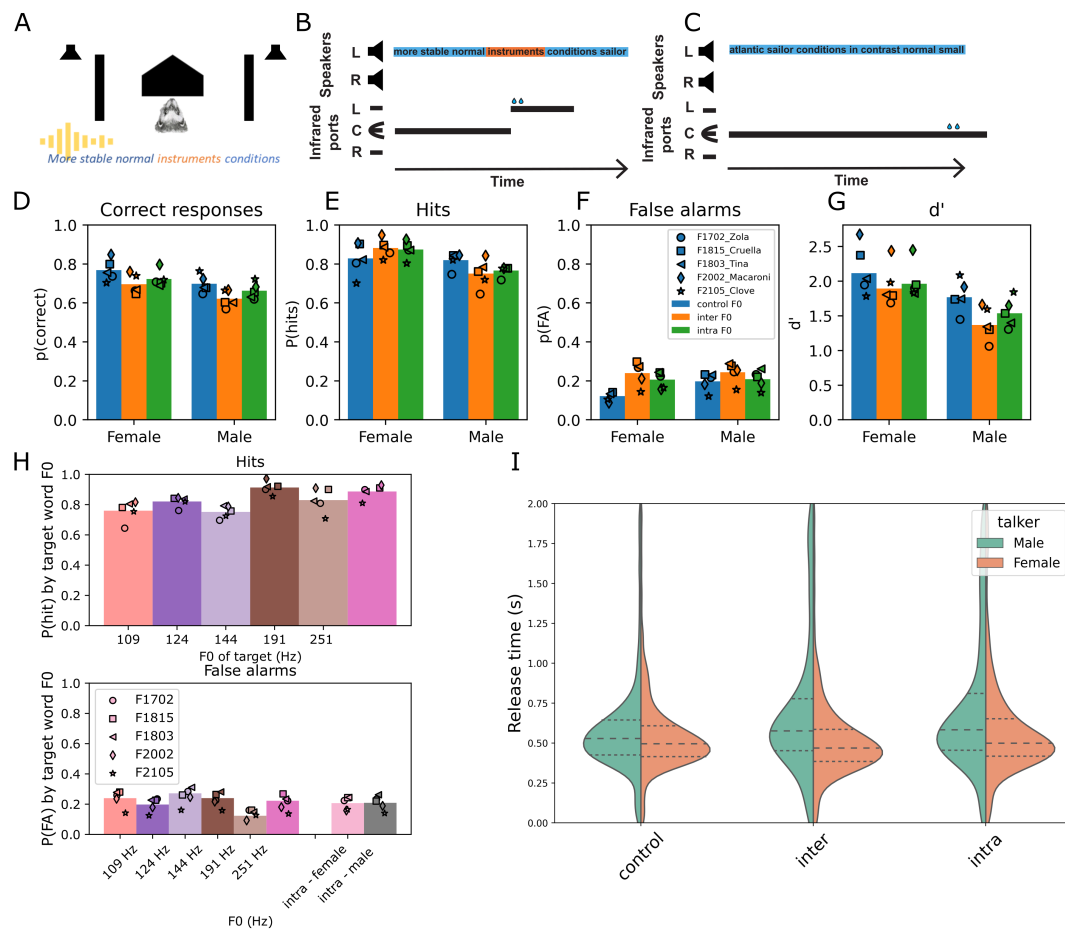 A
More stable normal instruments conditions
B
Speakers
L
R
Infrared
ports
L
C
R
more stable normal instruments conditions sailor
Time
C
Speakers
L
R
Infrared
ports
L
C
R
atlantic sailor conditions in contrast normal small
Time
D
Correct responses
p(correct)
1.0
0.8
0.6
0.4
0.2
0.0
Female
Male
E
Hits
P(hits)
1.0
0.8
0.6
0.4
0.2
0.0
Female
Male
F
False alarms
p(FA)
1.0
0.8
0.6
0.4
0.2
0.0
Female
Male
F1702_Zola
F1815_Cruella
F1803_Tina
F2002_Macaroni
F2105_Clove
control F0
inter F0
intra F0
G
d'
d'
2.5
2.0
1.5
1.0
0.5
0.0
Female
Male
H
Hits
P(hit) by target word F0
1.0
0.8
0.6
0.4
0.2
0.0
109
124
144
191
251
F0 of target (Hz)
False alarms
P(FA) by target word F0
1.0
0.8
0.6
0.4
0.2
0.0
F1702
F1815
F1803
F2002
F2105
109 Hz
124 Hz
144 Hz
191 Hz
251 Hz
intra - female
intra - male
F0 (Hz)
I
Release time (s)
2.00
1.75
1.50
1.25
1.00
0.75
0.50
0.25
0.00
talker
Male
Female
control
inter
intra